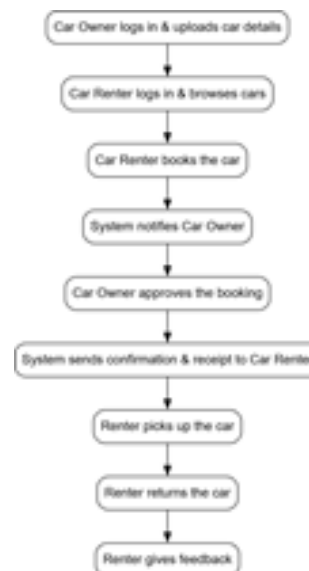 Car Owner logs in & uploads car details
Car Renter logs in & browses cars
Car Renter books the car
System notifies Car Owner
Car Owner approves the booking
System sends confirmation & receipt to Car Renter
Renter picks up the car
Renter returns the car
Renter gives feedback